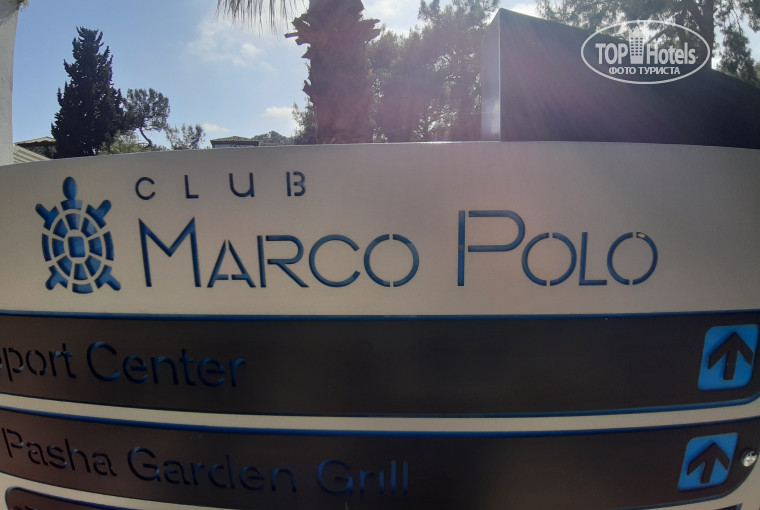 TOP Hotels
ФОТО ТУРИСТА
CLUB
MARCO POLO
port Center
Pasha Garden Grill